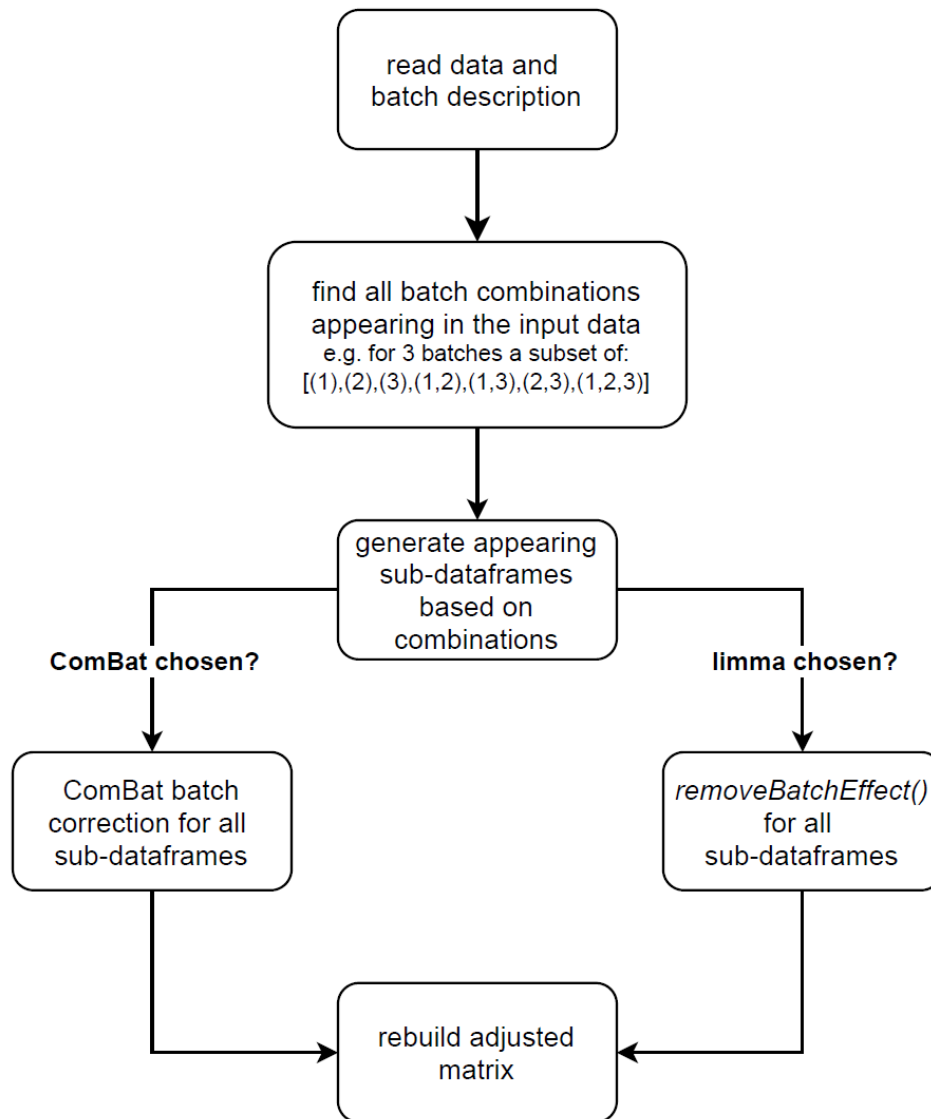 read data and
batch description
find all batch combinations
appearing in the input data
e.g. for 3 batches a subset of:
[(1),(2),(3),(1,2),(1,3),(2,3),(1,2,3)]
generate appearing
sub-dataframes
based on
combinations
ComBat chosen?
limma chosen?
ComBat batch
correction for all
sub-dataframes
removeBatchEffect()
for all
sub-dataframes
rebuild adjusted
matrix